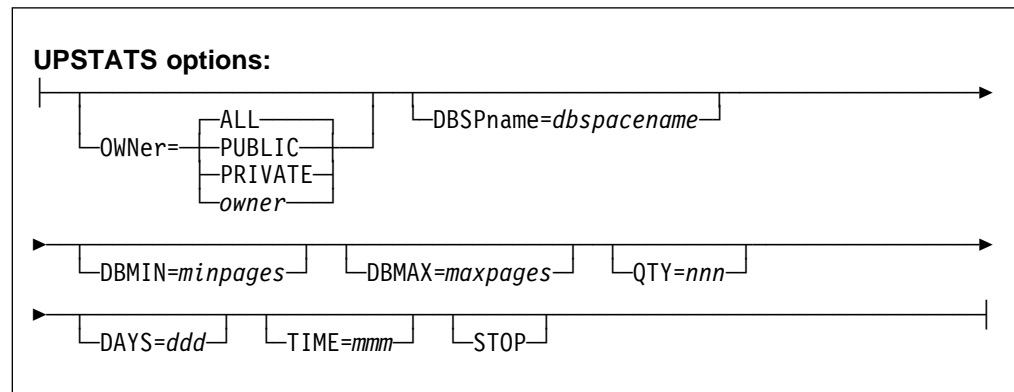 UPSTATS options:
ALL
DBSPname=dbspacename
OWNer=
PUBLIC
PRIVATE
owner
DBMIN=minpages
DBMAX=maxpages
QTY=nnn
DAYS=ddd
TIME=mmm
STOP